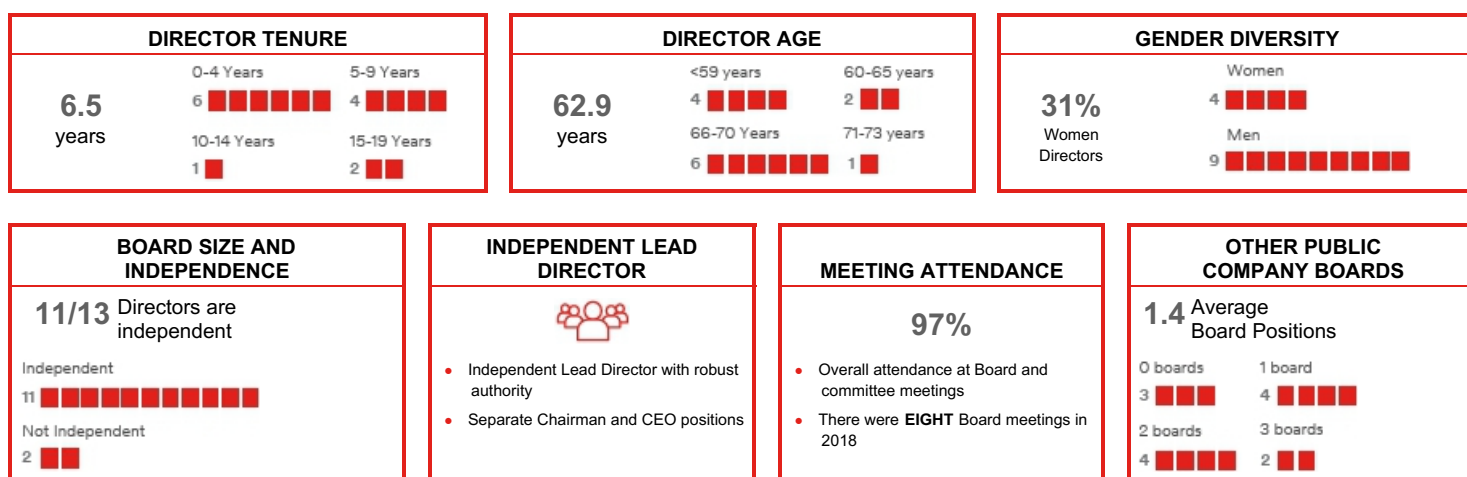 DIRECTOR TENURE
6.5
years
0-4 Years
6
5-9 Years
4
10-14 Years
1
15-19 Years
2
DIRECTOR AGE
62.9
years
<59 years
4
60-65 years
2
66-70 Years
6
71-73 years
1
GENDER DIVERSITY
31%
Women
Directors
Women
4
Men
9
BOARD SIZE AND
INDEPENDENCE
11/13 Directors are
independent
Independent
11
Not Independent
2
INDEPENDENT LEAD
DIRECTOR
• Independent Lead Director with robust
authority
• Separate Chairman and CEO positions
MEETING ATTENDANCE
97%
• Overall attendance at Board and
committee meetings
• There were EIGHT Board meetings in
2018
OTHER PUBLIC
COMPANY BOARDS
1.4 Average
Board Positions
0 boards
3
1 board
4
2 boards
4
3 boards
2